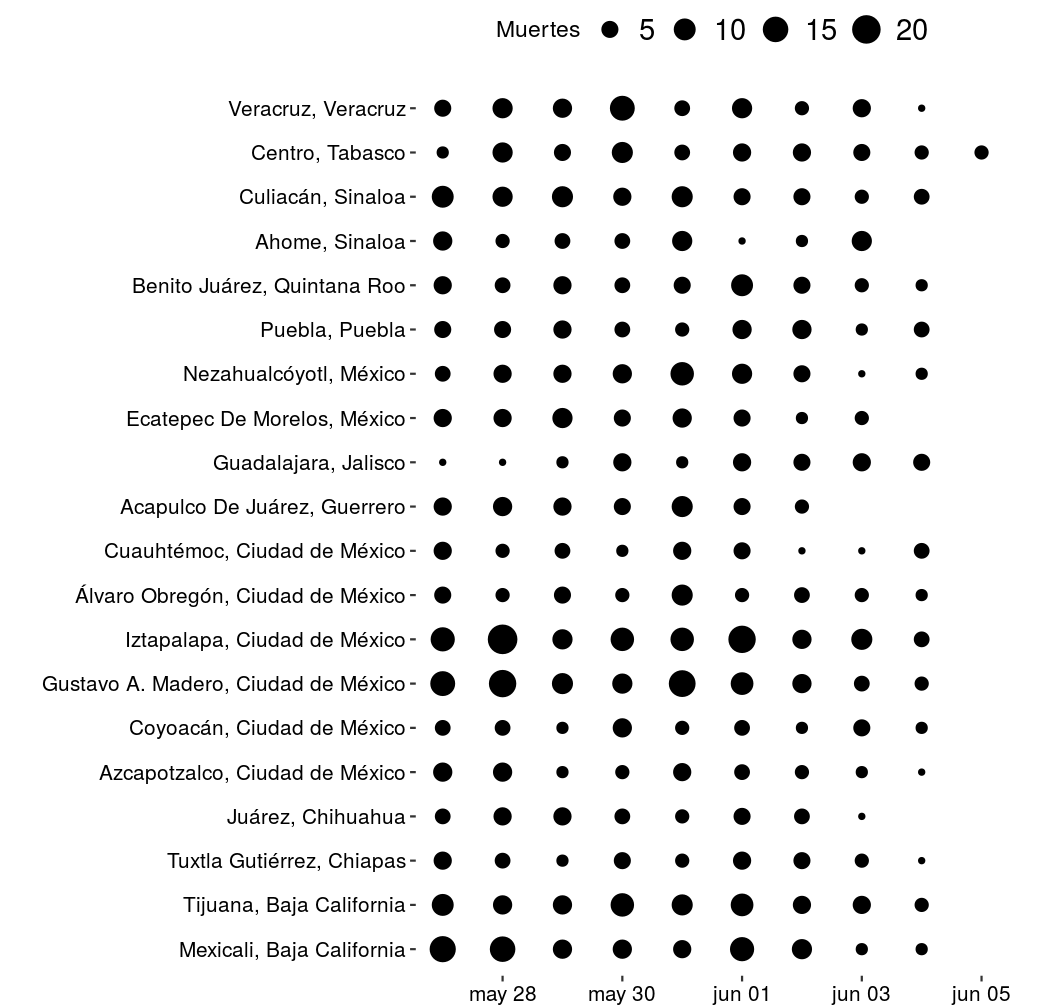 Muertes 5 10 15 20
Veracruz, Veracruz
Centro, Tabasco
Culiacán, Sinaloa
Ahome, Sinaloa
Benito Juárez, Quintana Roo
Puebla, Puebla
Nezahualcóyotl, México
Ecatepec De Morelos, México
Guadalajara, Jalisco
Acapulco De Juárez, Guerrero
Cuauhtémoc, Ciudad de México
Álvaro Obregón, Ciudad de México
Iztapalapa, Ciudad de México
Gustavo A. Madero, Ciudad de México
Coyoacán, Ciudad de México
Azcapotzalco, Ciudad de México
Juárez, Chihuahua
Tuxtla Gutiérrez, Chiapas
Tijuana, Baja California
Mexicali, Baja California
may 28 may 30 jun 01 jun 03 jun 05